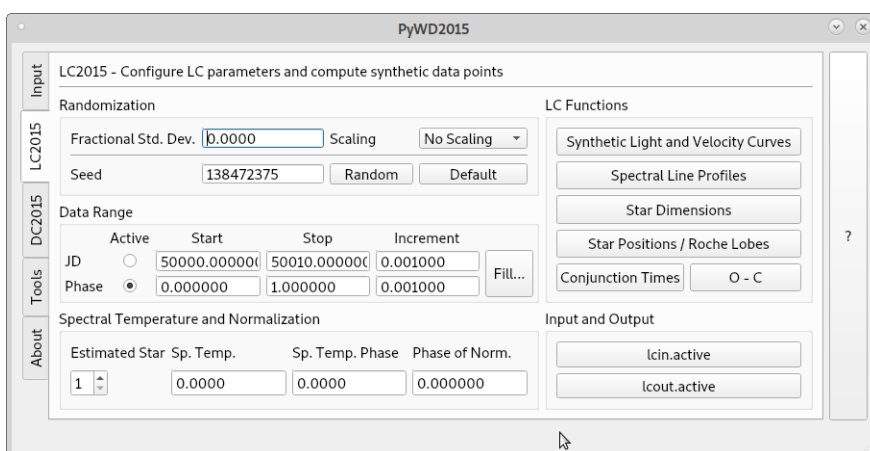 PyWD2015
Input
LC2015
DC2015
Tools
About
LC2015 - Configure LC parameters and compute synthetic data points
Randomization
Fractional Std. Dev. 0.0000 Scaling No Scaling
Seed 138472375 Random Default
Data Range
Active Start Stop Increment
JD 50000.000000 50010.000000 0.001000
Phase 0.000000 1.000000 0.001000
Fill...
Spectral Temperature and Normalization
Estimated Star Sp. Temp. Sp. Temp. Phase Phase of Norm.
1 0.0000 0.0000 0.000000
LC Functions
Synthetic Light and Velocity Curves
Spectral Line Profiles
Star Dimensions
Star Positions / Roche Lobes
Conjunction Times O - C
Input and Output
lcin.active
lcout.active
?